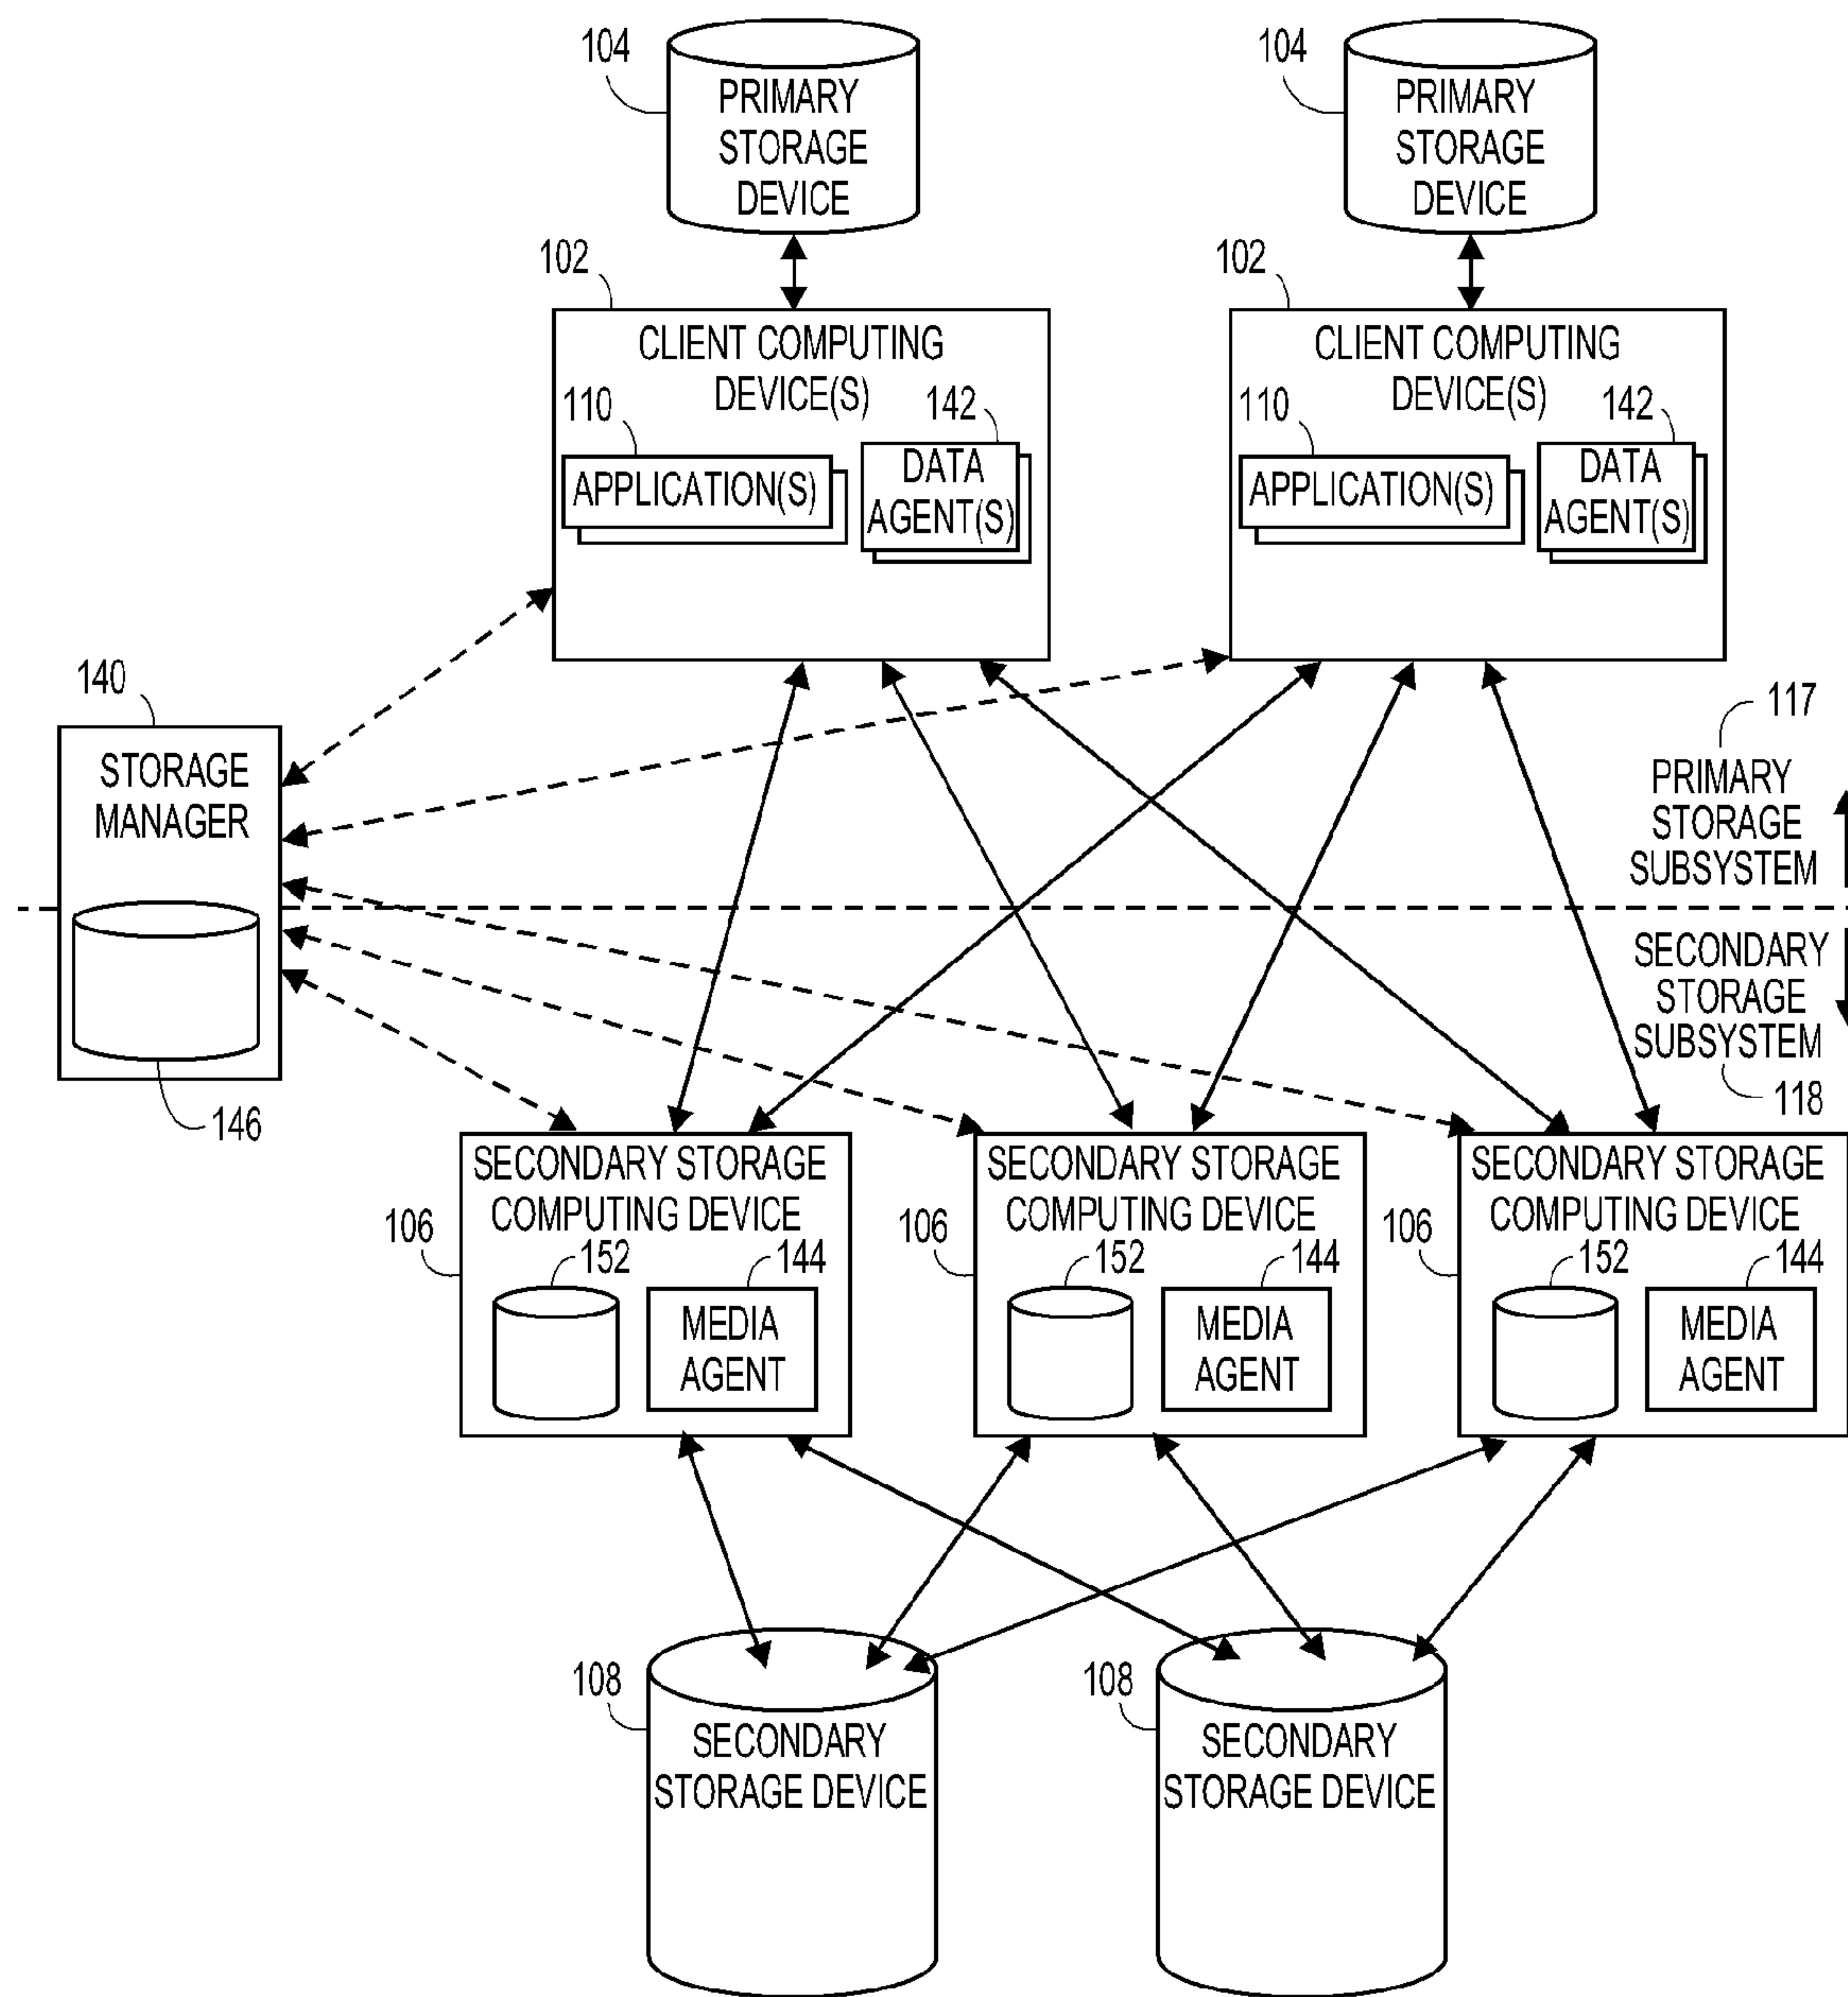 104
PRIMARY
STORAGE
DEVICE
104
PRIMARY
STORAGE
DEVICE
102
CLIENT COMPUTING
DEVICE(S)
110
142
APPLICATION(S)
DATA
AGENT(S)
102
CLIENT COMPUTING
DEVICE(S)
110
142
APPLICATION(S)
DATA
AGENT(S)
140
STORAGE
MANAGER
146
117
PRIMARY
STORAGE
SUBSYSTEM
SECONDARY
STORAGE
SUBSYSTEM
118
SECONDARY STORAGE
COMPUTING DEVICE
106
152
144
MEDIA
AGENT
SECONDARY STORAGE
COMPUTING DEVICE
106
152
144
MEDIA
AGENT
SECONDARY STORAGE
COMPUTING DEVICE
106
152
144
MEDIA
AGENT
108
SECONDARY
STORAGE DEVICE
108
SECONDARY
STORAGE DEVICE